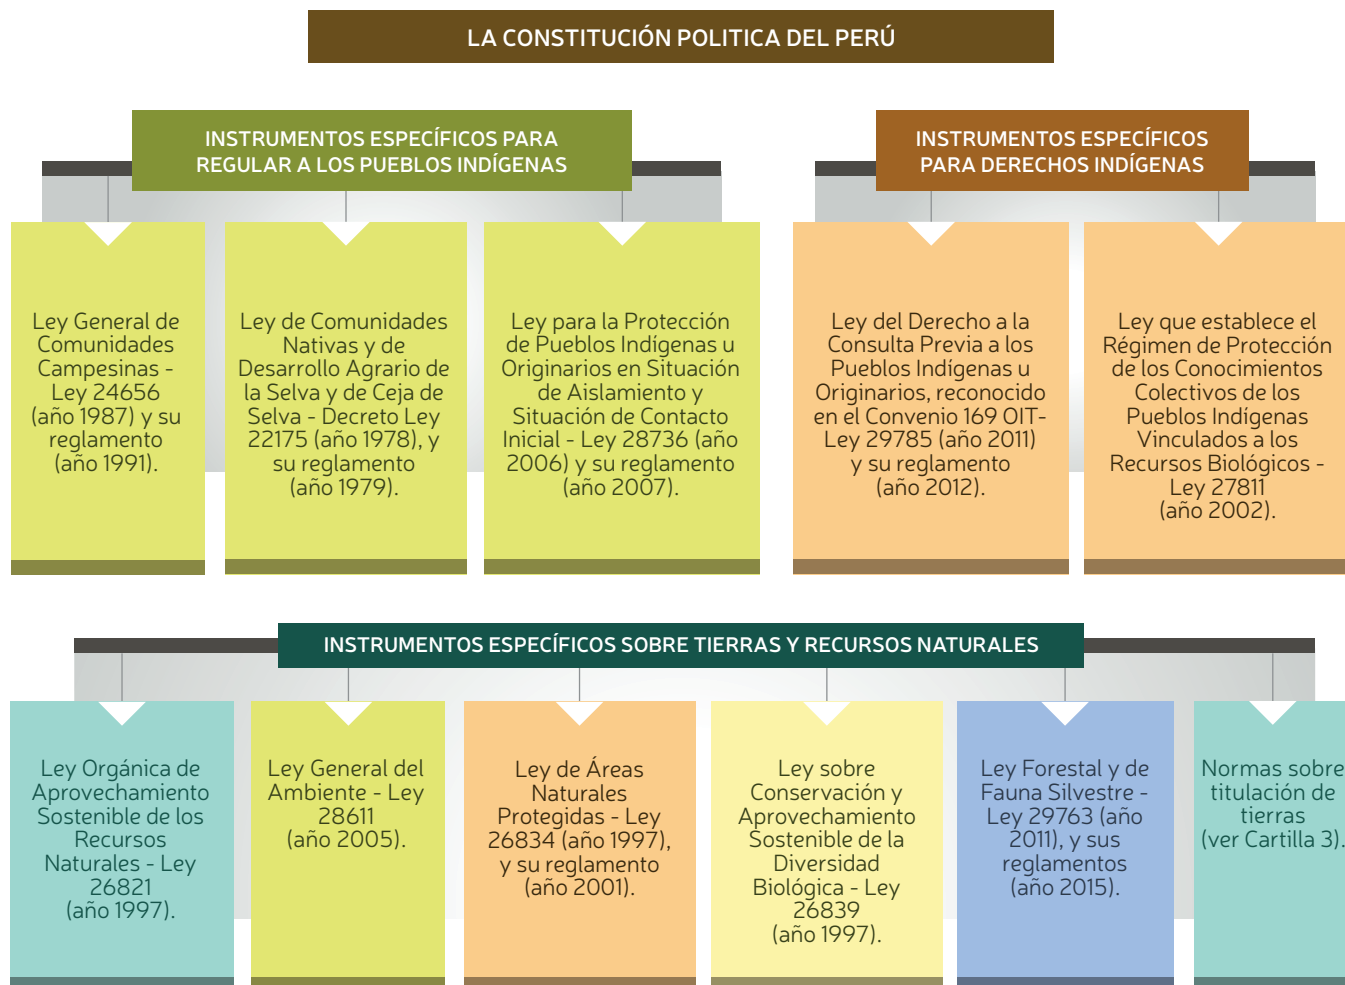 LA CONSTITUCIÓN POLITICA DEL PERÚ
INSTRUMENTOS ESPECÍFICOS PARA
REGULAR A LOS PUEBLOS INDÍGENAS
Ley General de
Comunidades
Campesinas -
Ley 24656
(año 1987) y su
reglamento
(año 1991).
Ley de Comunidades
Nativas y de
Desarrollo Agrario de
la Selva y de Ceja de
Selva - Decreto Ley
22175 (año 1978), y
su reglamento
(año 1979).
Ley para la Protección
de Pueblos Indígenas u
Originarios en Situación
de Aislamiento y
Situación de Contacto
Inicial - Ley 28736 (año
2006) y su reglamento
(año 2007).
INSTRUMENTOS ESPECÍFICOS
PARA DERECHOS INDÍGENAS
Ley del Derecho a la
Consulta Previa a los
Pueblos Indígenas u
Originarios, reconocido
en el Convenio 169 OIT-
Ley 29785 (año 2011)
y su reglamento
(año 2012).
Ley que establece el
Régimen de Protección
de los Conocimientos
Colectivos de los
Pueblos Indígenas
Vinculados a los
Recursos Biológicos -
Ley 27811
(año 2002).
INSTRUMENTOS ESPECÍFICOS SOBRE TIERRAS Y RECURSOS NATURALES
Ley Orgánica de
Aprovechamiento
Sostenible de los
Recursos
Naturales - Ley
26821
(año 1997).
Ley General del
Ambiente - Ley
28611
(año 2005).
Ley de Áreas
Naturales
Protegidas - Ley
26834 (año 1997),
y su reglamento
(año 2001).
Ley sobre
Conservación y
Aprovechamiento
Sostenible de la
Diversidad
Biológica - Ley
26839
(año 1997).
Ley Forestal y de
Fauna Silvestre -
Ley 29763 (año
2011), y sus
reglamentos
(año 2015).
Normas sobre
titulación de
tierras
(ver Cartilla 3).